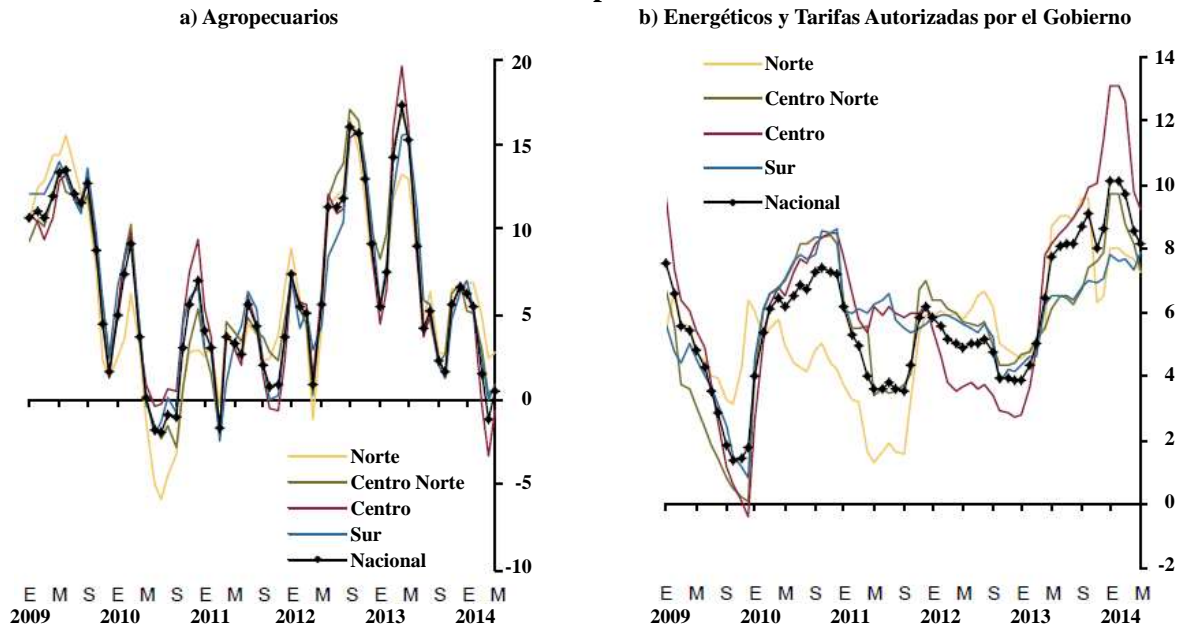 a) Agropecuarios
20
15
10
5
0
-5
-10
Norte
Centro Norte
Centro
Sur
Nacional
E M S E M S E M S E M S E M S E M
2009 2010 2011 2012 2013 2014
b) Energéticos y Tarifas Autorizadas por el Gobierno
Norte
Centro Norte
Centro
Sur
Nacional
14
12
10
8
6
4
2
0
-2
E M S E M S E M S E M S E M S E M
2009 2010 2011 2012 2013 2014